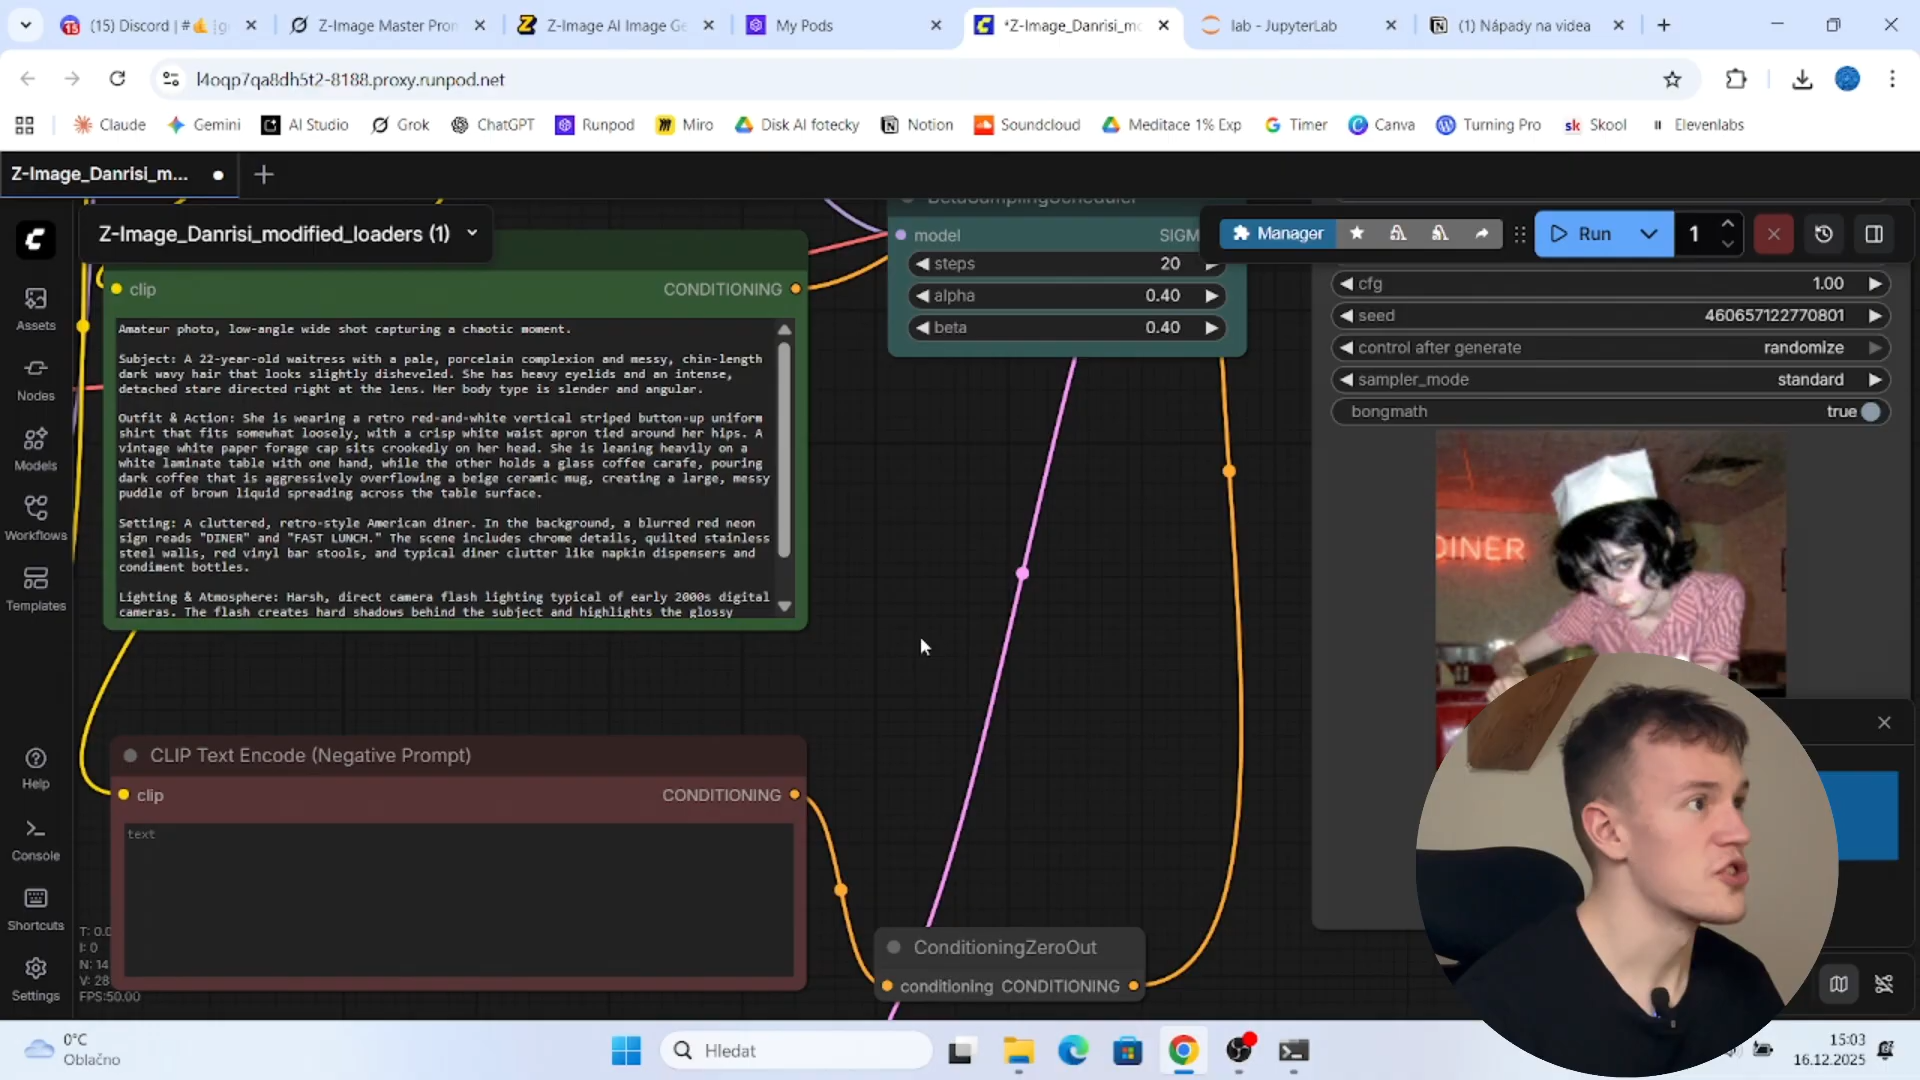 (15) Discord | #👍
Z-Image Master Pron
Z-Image AI Image Ge
My Pods
*Z-Image_Danrisi_mo
lab - JupyterLab
(1) Nápady na videa
l4oqp7qa8dh5t2-8188.proxy.runpod.net
Claude
Gemini
AI Studio
Grok
ChatGPT
Runpod
Miro
Disk AI fotecky
Notion
Soundcloud
Meditace 1% Exp
Timer
Canva
Turning Pro
Skool
Elevenlabs
Z-Image_Danrisi_m...
Z-Image_Danrisi_modified_loaders (1)
BetaSamplingScheduler
Manager
Run
1
model
SIGM
steps
20
alpha
0.40
beta
0.40
cfg
1.00
seed
460657122770801
control after generate
randomize
sampler_mode
standard
bongmath
true
Assets
Nodes
Models
Workflows
Templates
Help
Console
Shortcuts
Settings
clip
CONDITIONING
Amateur photo, low-angle wide shot capturing a chaotic moment.
Subject: A 22-year-old waitress with a pale, porcelain complexion and messy, chin-length
dark wavy hair that looks slightly disheveled. She has heavy eyelids and an intense,
detached stare directed right at the lens. Her body type is slender and angular.
Outfit & Action: She is wearing a retro red-and-white vertical striped button-up uniform
shirt that fits somewhat loosely, with a crisp white waist apron tied around her hips. A
vintage white paper forage cap sits crookedly on her head. She is leaning heavily on a
white laminate table with one hand, while the other holds a glass coffee carafe, pouring
dark coffee that is aggressively overflowing a beige ceramic mug, creating a large, messy
puddle of brown liquid spreading across the table surface.
Setting: A cluttered, retro-style American diner. In the background, a blurred red neon
sign reads "DINER" and "FAST LUNCH." The scene includes chrome details, quilted stainless
steel walls, red vinyl bar stools, and typical diner clutter like napkin dispensers and
condiment bottles.
Lighting & Atmosphere: Harsh, direct camera flash lighting typical of early 2000s digital
cameras. The flash creates hard shadows behind the subject and highlights the glossy
DINER
CLIP Text Encode (Negative Prompt)
clip
CONDITIONING
text
ConditioningZeroOut
conditioning CONDITIONING
T: 0.0
I: 0
N: 14
V: 28
FPS:50.00
0°C
Oblačno
Hledat
15:03
16.12.2025